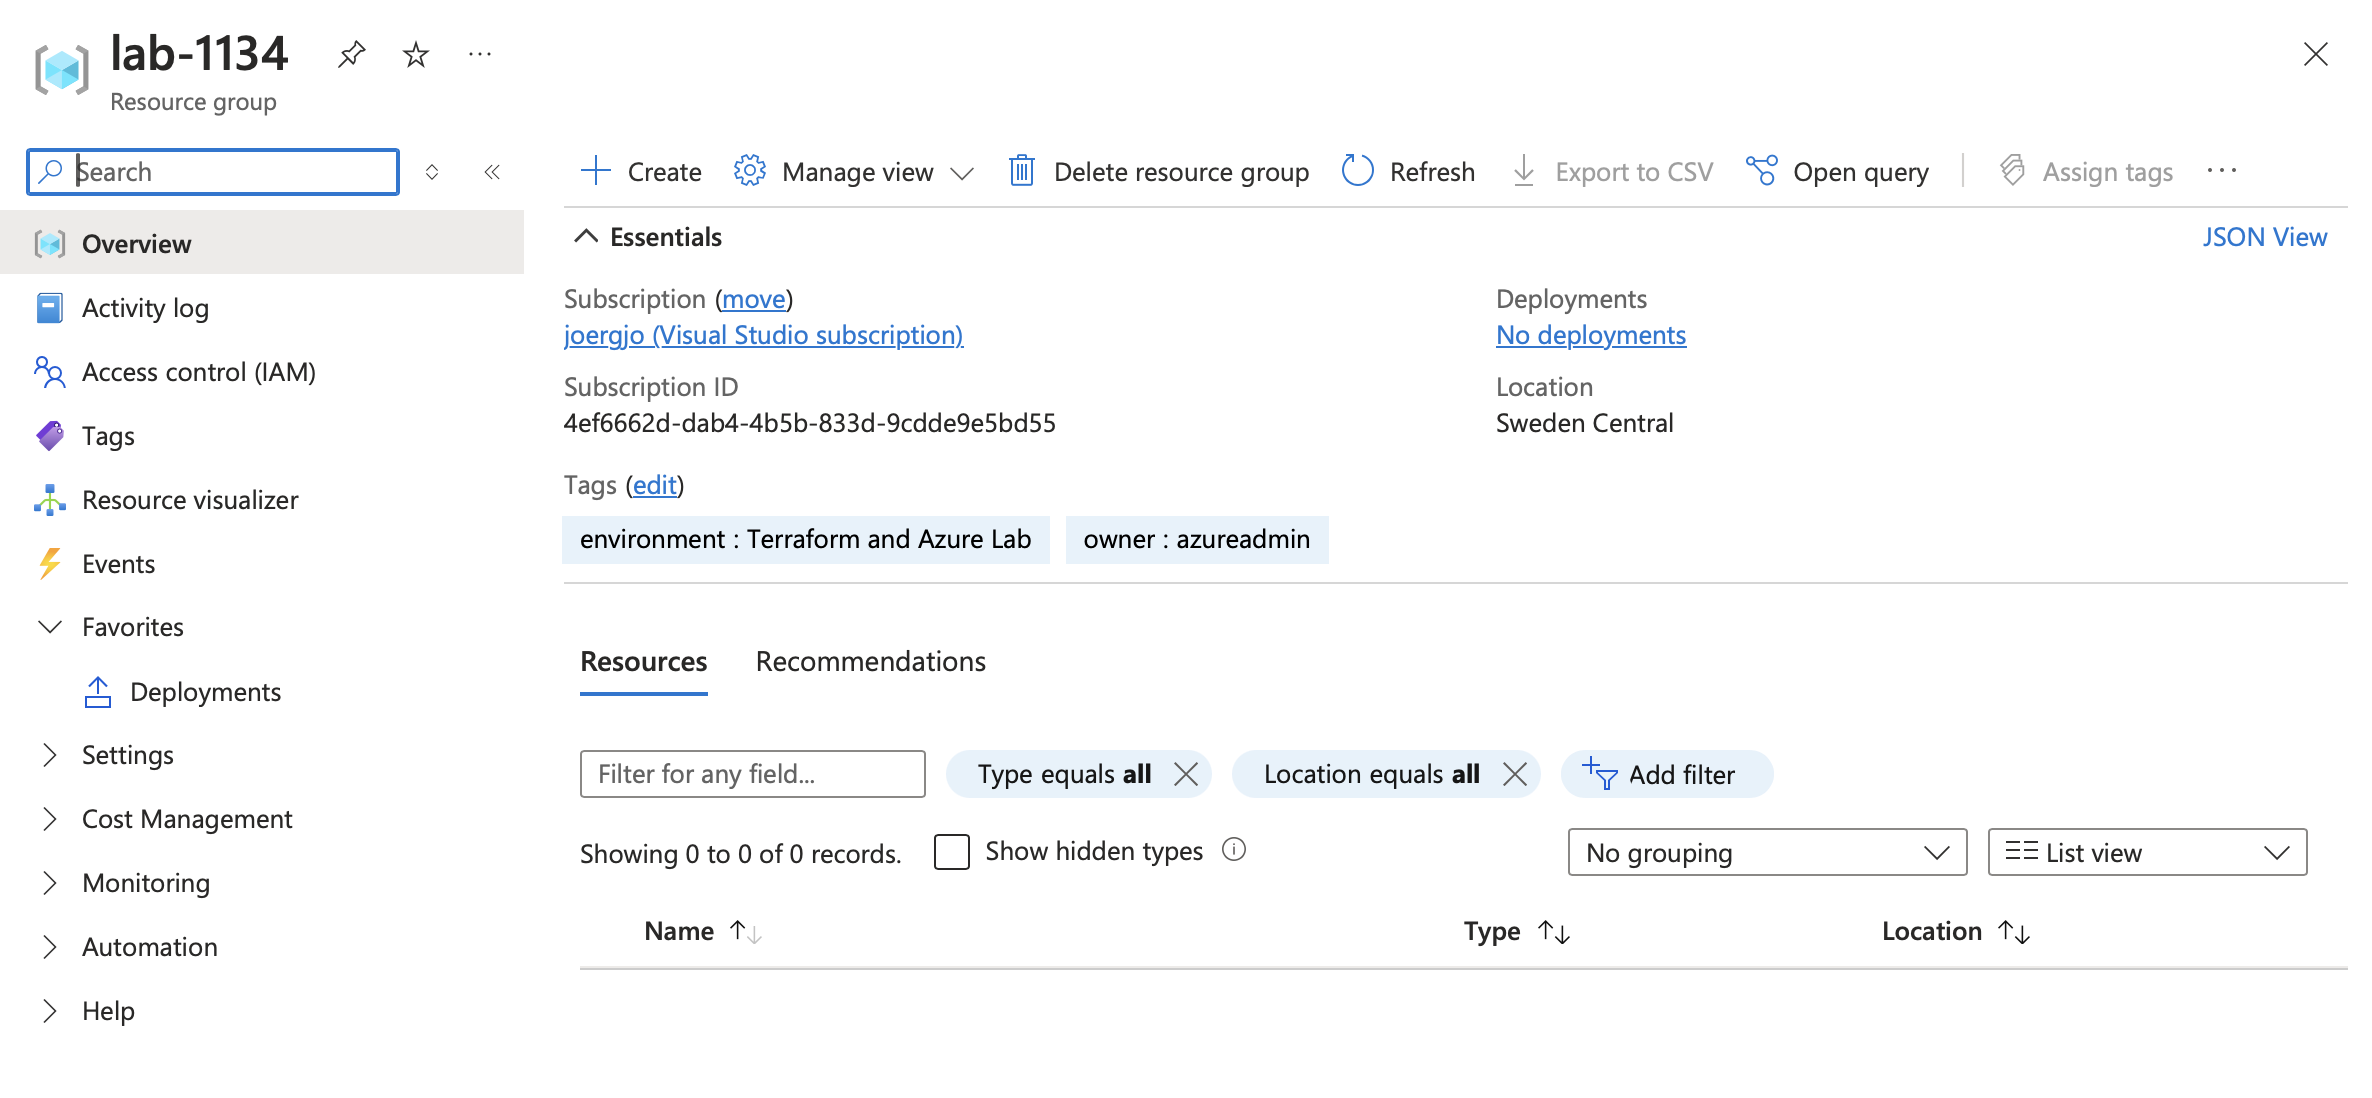 lab-1134
Resource group
Search
Overview
Activity log
Access control (IAM)
Tags
Resource visualizer
Events
Favorites
Deployments
Settings
Cost Management
Monitoring
Automation
Help
Create Manage view Delete resource group Refresh Export to CSV Open query Assign tags
Essentials
JSON View
Subscription (move)
joergjo (Visual Studio subscription)
Subscription ID
4ef6662d-dab4-4b5b-833d-9cdde9e5bd55
Deployments
No deployments
Location
Sweden Central
Tags (edit)
environment : Terraform and Azure Lab owner : azureadmin
Resources Recommendations
Filter for any field... Type equals all Location equals all Add filter
Showing 0 to 0 of 0 records. Show hidden types No grouping List view
Name Type Location